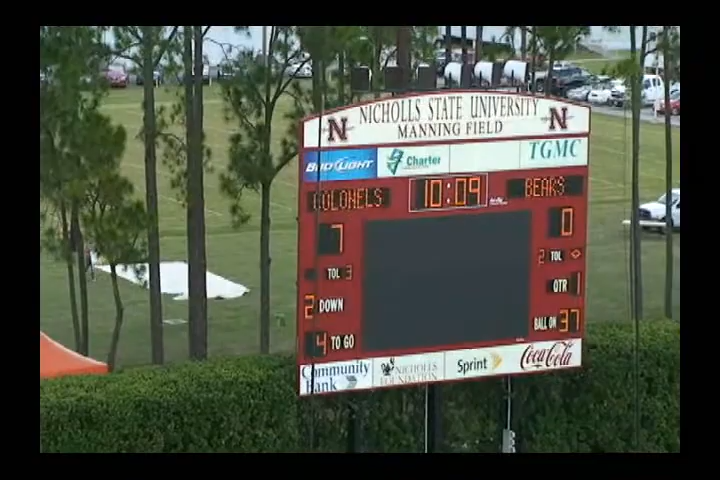 NICHOLLS STATE UNIVERSITY
N MANNING FIELD N
BUD LIGHT Charter TGMC
COLONELS 10:09 BEARS
7 0
TOL 3 2 TOL
2 DOWN QTR 1
4 TO GO BALL ON 37
Community Bank NICHOLLS FOUNDATION Sprint Coca-Cola